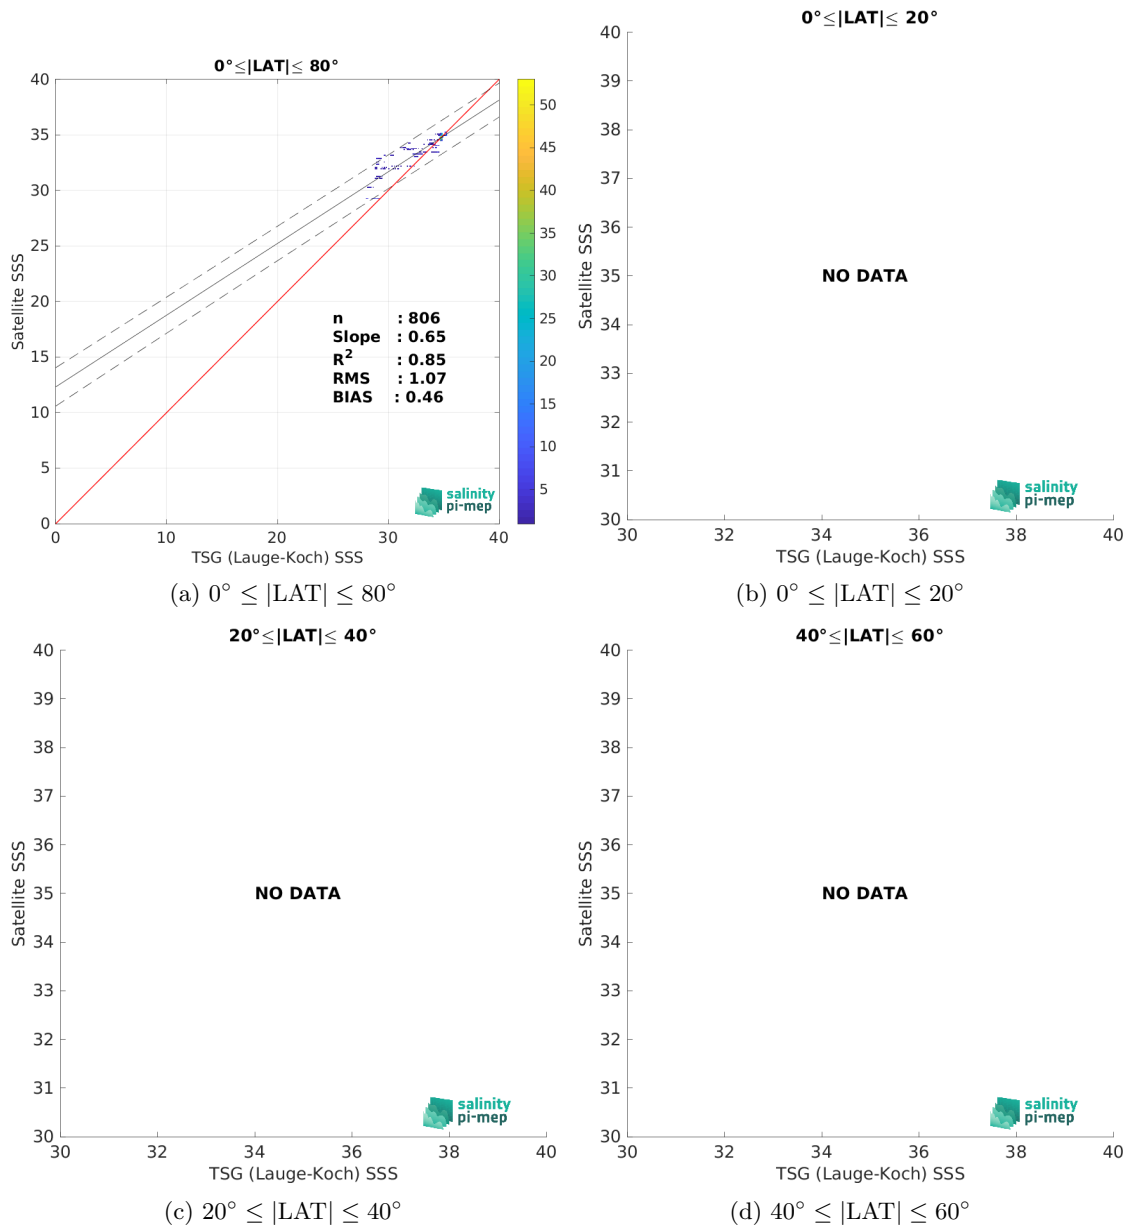 0°≤|LAT|≤ 80°
40
35
30
25
20
15
10
5
0
0
10
20
30
40
Satellite SSS
TSG (Lauge-Koch) SSS
n : 806
Slope : 0.65
R² : 0.85
RMS : 1.07
BIAS : 0.46
salinity
pi-mep
50
45
40
35
30
25
20
15
10
5
(a) 0° ≤ |LAT| ≤ 80°
0°≤|LAT|≤ 20°
40
39
38
37
36
35
34
33
32
31
30
30
32
34
36
38
40
Satellite SSS
TSG (Lauge-Koch) SSS
NO DATA
salinity
pi-mep
(b) 0° ≤ |LAT| ≤ 20°
20°≤|LAT|≤ 40°
40
39
38
37
36
35
34
33
32
31
30
30
32
34
36
38
40
Satellite SSS
TSG (Lauge-Koch) SSS
NO DATA
salinity
pi-mep
(c) 20° ≤ |LAT| ≤ 40°
40°≤|LAT|≤ 60°
40
39
38
37
36
35
34
33
32
31
30
30
32
34
36
38
40
Satellite SSS
TSG (Lauge-Koch) SSS
NO DATA
salinity
pi-mep
(d) 40° ≤ |LAT| ≤ 60°